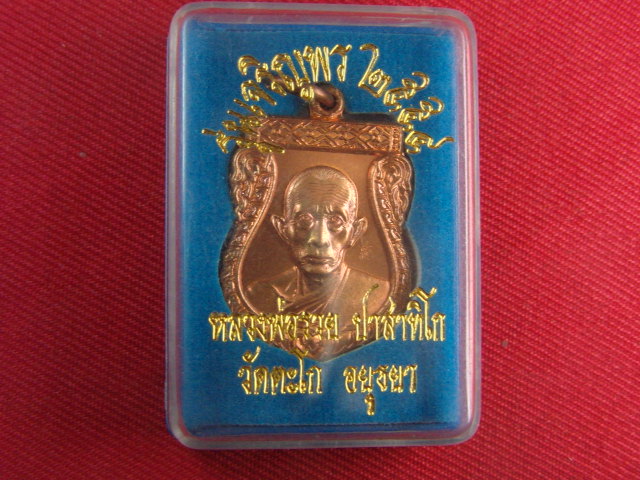 รุ่นเจริญพร ๒๕๕๔
หลวงพ่อรวย ปาสาทิโก
วัดตะโก อยุธยา